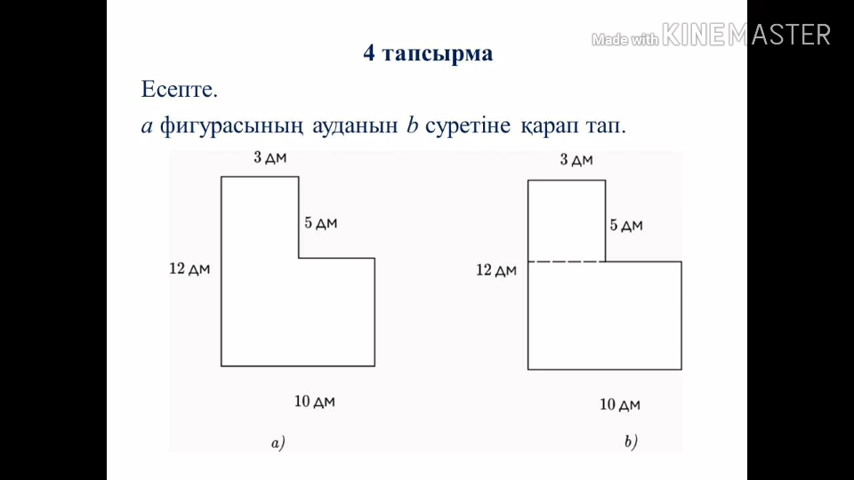 Made with KINEMASTER
4 тапсырма
Есепте.
a фигурасының ауданын b суретіне қарап тап.
3 дм
5 дм
12 дм
10 дм
a)
3 дм
5 дм
12 дм
10 дм
b)